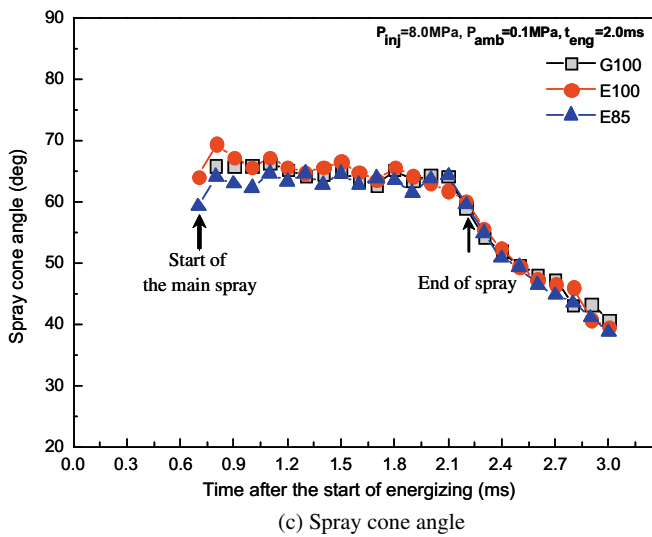 90
80
70
60
50
40
30
20
Spray cone angle (deg)
P_inj=8.0MPa, P_amb=0.1MPa, t_eng=2.0ms
G100
E100
E85
Start of
the main spray
End of spray
0.0 0.3 0.6 0.9 1.2 1.5 1.8 2.1 2.4 2.7 3.0
Time after the start of energizing (ms)
(c) Spray cone angle